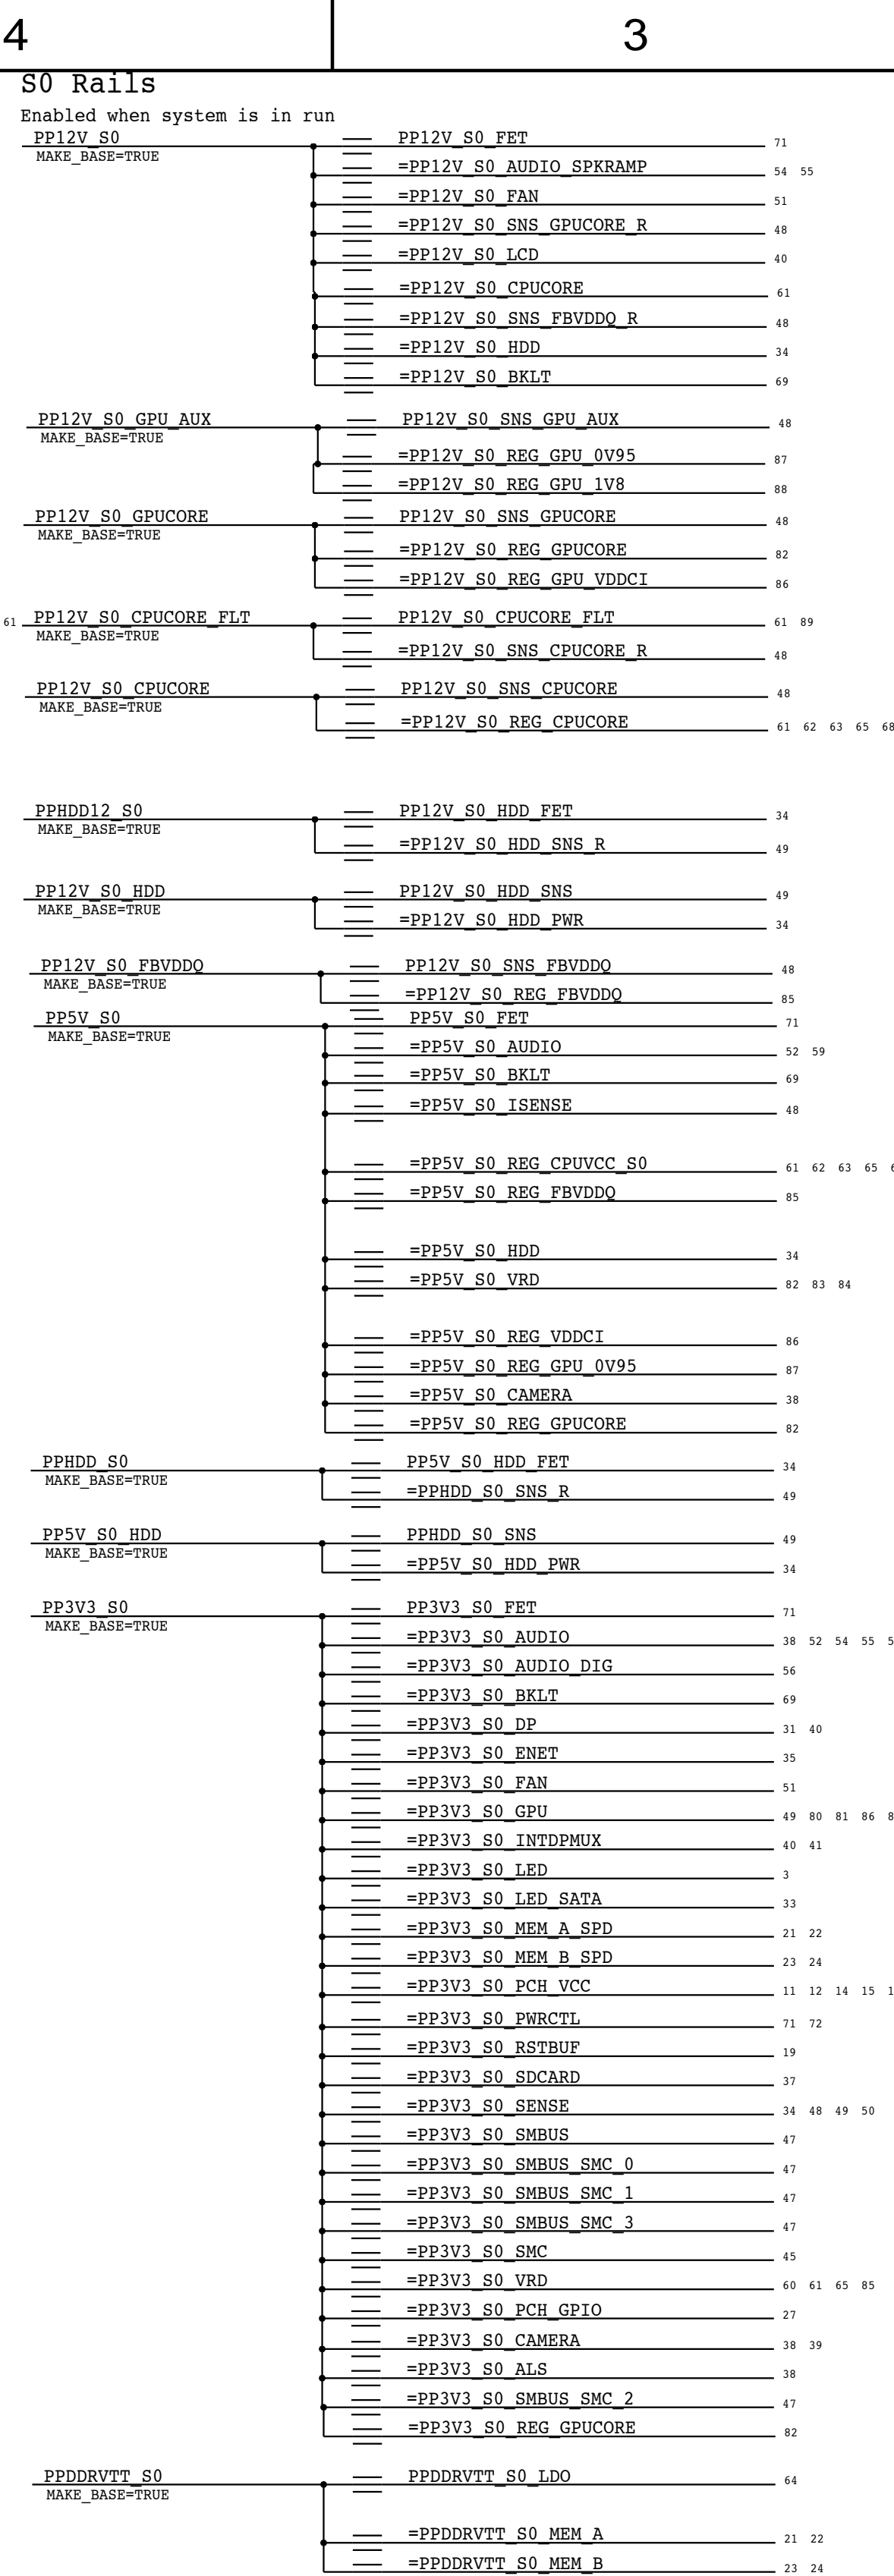 4 3
S0 Rails
Enabled when system is in run
PP12V_S0 PP12V_S0_FET 71
MAKE_BASE=TRUE
=PP12V_S0_AUDIO_SPKRAMP 54 55
=PP12V_S0_FAN 51
=PP12V_S0_SNS_GPUCORE_R 48
=PP12V_S0_LCD 40
=PP12V_S0_CPUCORE 61
=PP12V_S0_SNS_FBVDDQ_R 48
=PP12V_S0_HDD 34
=PP12V_S0_BKLT 69
PP12V_S0_GPU_AUX PP12V_S0_SNS_GPU_AUX 48
MAKE_BASE=TRUE
=PP12V_S0_REG_GPU_0V95 87
=PP12V_S0_REG_GPU_1V8 88
PP12V_S0_GPUCORE PP12V_S0_SNS_GPUCORE 48
MAKE_BASE=TRUE
=PP12V_S0_REG_GPUCORE 82
=PP12V_S0_REG_GPU_VDDCI 86
61 PP12V_S0_CPUCORE_FLT PP12V_S0_CPUCORE_FLT 61 89
MAKE_BASE=TRUE
=PP12V_S0_SNS_CPUCORE_R 48
PP12V_S0_CPUCORE PP12V_S0_SNS_CPUCORE 48
MAKE_BASE=TRUE
=PP12V_S0_REG_CPUCORE 61 62 63 65 68
PPHDD12_S0 PP12V_S0_HDD_FET 34
MAKE_BASE=TRUE
=PP12V_S0_HDD_SNS_R 49
PP12V_S0_HDD PP12V_S0_HDD_SNS 49
MAKE_BASE=TRUE
=PP12V_S0_HDD_PWR 34
PP12V_S0_FBVDDQ PP12V_S0_SNS_FBVDDQ 48
MAKE_BASE=TRUE
=PP12V_S0_REG_FBVDDQ 85
PP5V_S0 PP5V_S0_FET 71
MAKE_BASE=TRUE
=PP5V_S0_AUDIO 52 59
=PP5V_S0_BKLT 69
=PP5V_S0_ISENSE 48
=PP5V_S0_REG_CPUVCC_S0 61 62 63 65
=PP5V_S0_REG_FBVDDQ 85
=PP5V_S0_HDD 34
=PP5V_S0_VRD 82 83 84
=PP5V_S0_REG_VDDCI 86
=PP5V_S0_REG_GPU_0V95 87
=PP5V_S0_CAMERA 38
=PP5V_S0_REG_GPUCORE 82
PPHDD_S0 PP5V_S0_HDD_FET 34
MAKE_BASE=TRUE
=PPHDD_S0_SNS_R 49
PP5V_S0_HDD PPHDD_S0_SNS 49
MAKE_BASE=TRUE
=PP5V_S0_HDD_PWR 34
PP3V3_S0 PP3V3_S0_FET 71
MAKE_BASE=TRUE
=PP3V3_S0_AUDIO 38 52 54 55
=PP3V3_S0_AUDIO_DIG 56
=PP3V3_S0_BKLT 69
=PP3V3_S0_DP 31 40
=PP3V3_S0_ENET 35
=PP3V3_S0_FAN 51
=PP3V3_S0_GPU 49 80 81 86
=PP3V3_S0_INTDPMUX 40 41
=PP3V3_S0_LED 3
=PP3V3_S0_LED_SATA 33
=PP3V3_S0_MEM_A_SPD 21 22
=PP3V3_S0_MEM_B_SPD 23 24
=PP3V3_S0_PCH_VCC 11 12 14 15
=PP3V3_S0_PWRCTL 71 72
=PP3V3_S0_RSTBUF 19
=PP3V3_S0_SDCARD 37
=PP3V3_S0_SENSE 34 48 49 50
=PP3V3_S0_SMBUS 47
=PP3V3_S0_SMBUS_SMC_0 47
=PP3V3_S0_SMBUS_SMC_1 47
=PP3V3_S0_SMBUS_SMC_3 47
=PP3V3_S0_SMC 45
=PP3V3_S0_VRD 60 61 65 85
=PP3V3_S0_PCH_GPIO 27
=PP3V3_S0_CAMERA 38 39
=PP3V3_S0_ALS 38
=PP3V3_S0_SMBUS_SMC_2 47
=PP3V3_S0_REG_GPUCORE 82
PPDDRVTT_S0 PPDDRVTT_S0_LDO 64
MAKE_BASE=TRUE
=PPDDRVTT_S0_MEM_A 21 22
=PPDDRVTT_S0_MEM_B 23 24